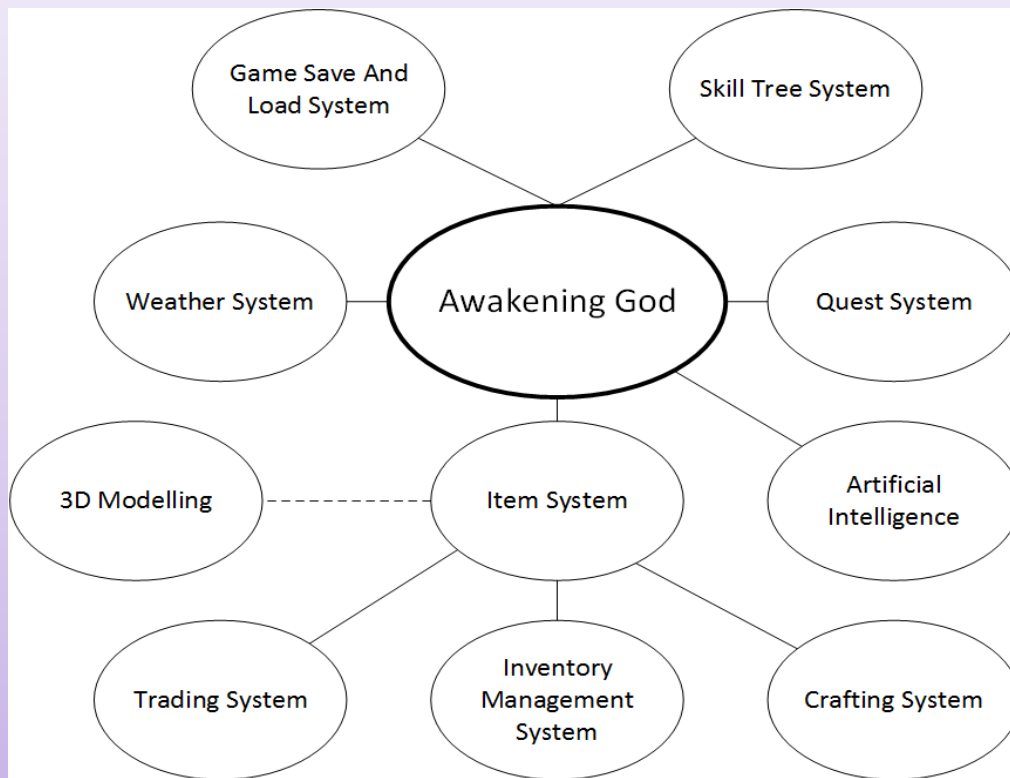 Game Save And
Load System
Skill Tree System
Weather System
Awakening God
Quest System
3D Modelling
Item System
Artificial
Intelligence
Trading System
Inventory
Management
System
Crafting System